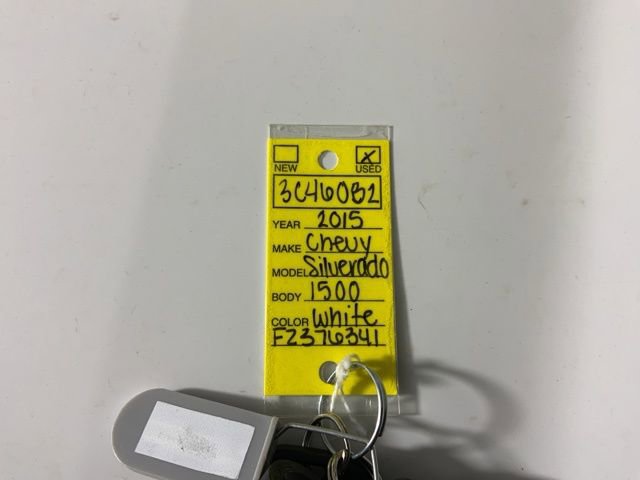 NEW X USED
3C460B2
YEAR 2015
MAKE Chevy
MODEL Silverado
BODY 1500
COLOR White
FZ376341